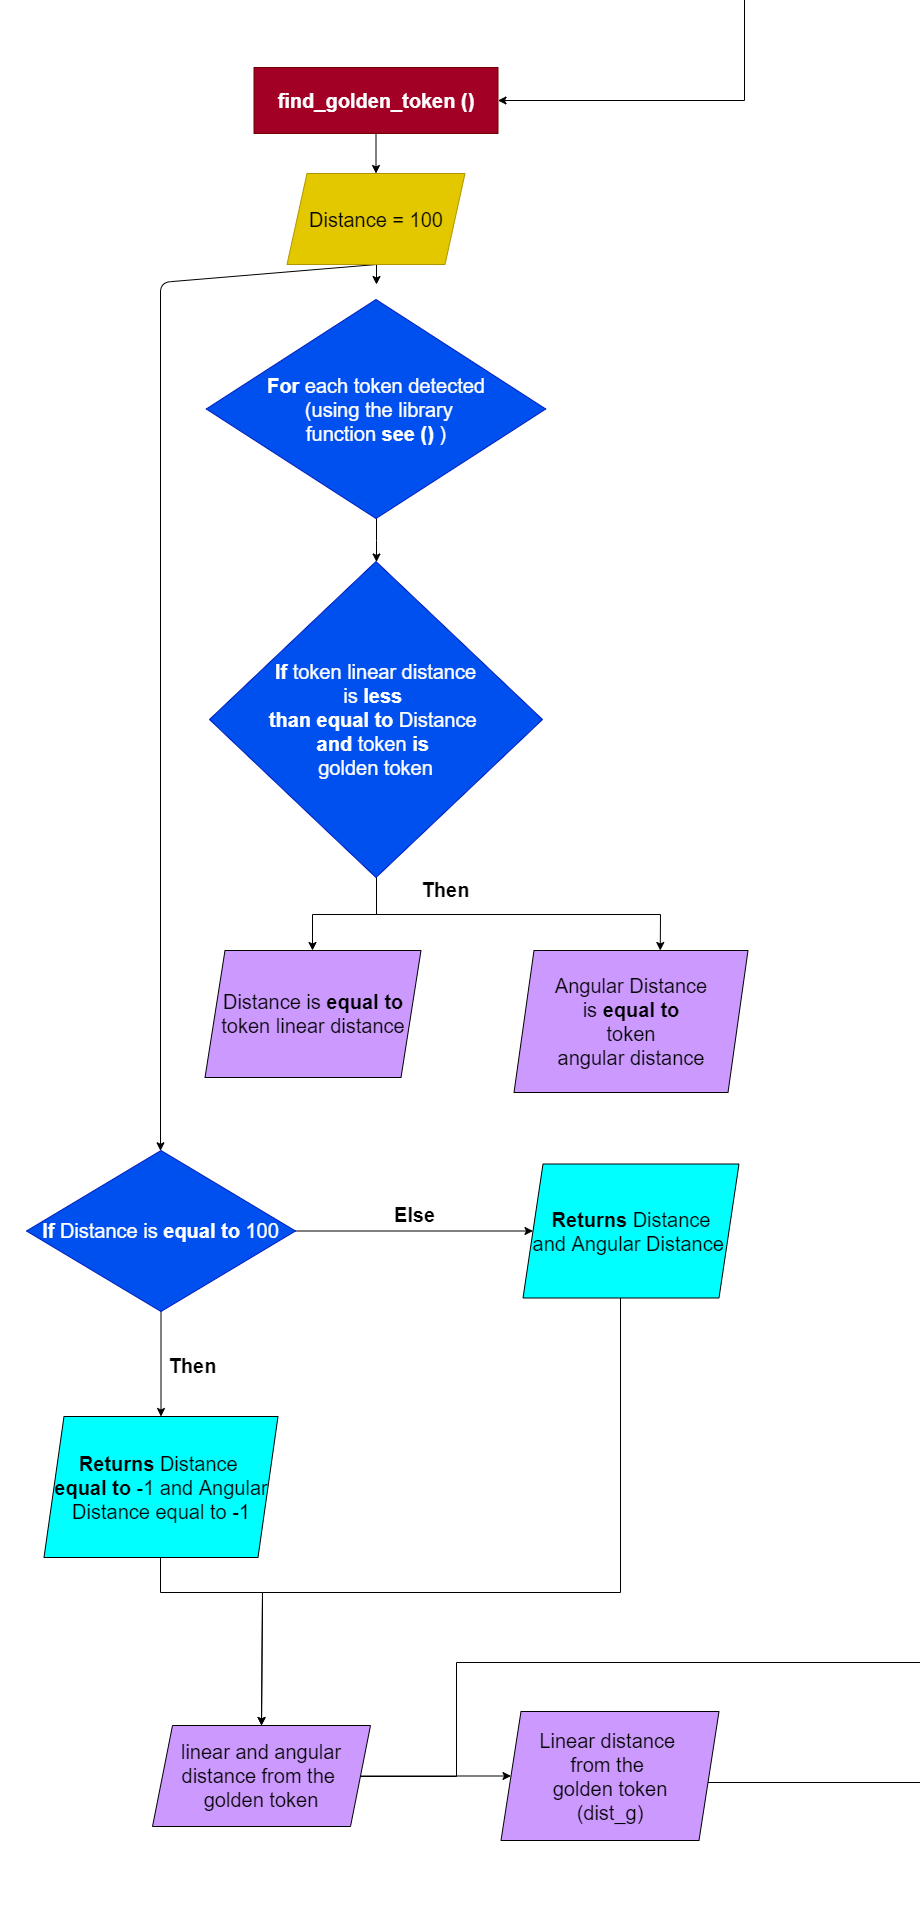 find_golden_token ()
Distance = 100
For each token detected
(using the library
function see () )
If token linear distance
is less
than equal to Distance
and token is
golden token
Then
Distance is equal to
token linear distance
Angular Distance
is equal to
token
angular distance
If Distance is equal to 100
Else
Returns Distance
and Angular Distance
Then
Returns Distance
equal to -1 and Angular
Distance equal to -1
linear and angular
distance from the
golden token
Linear distance
from the
golden token
(dist_g)